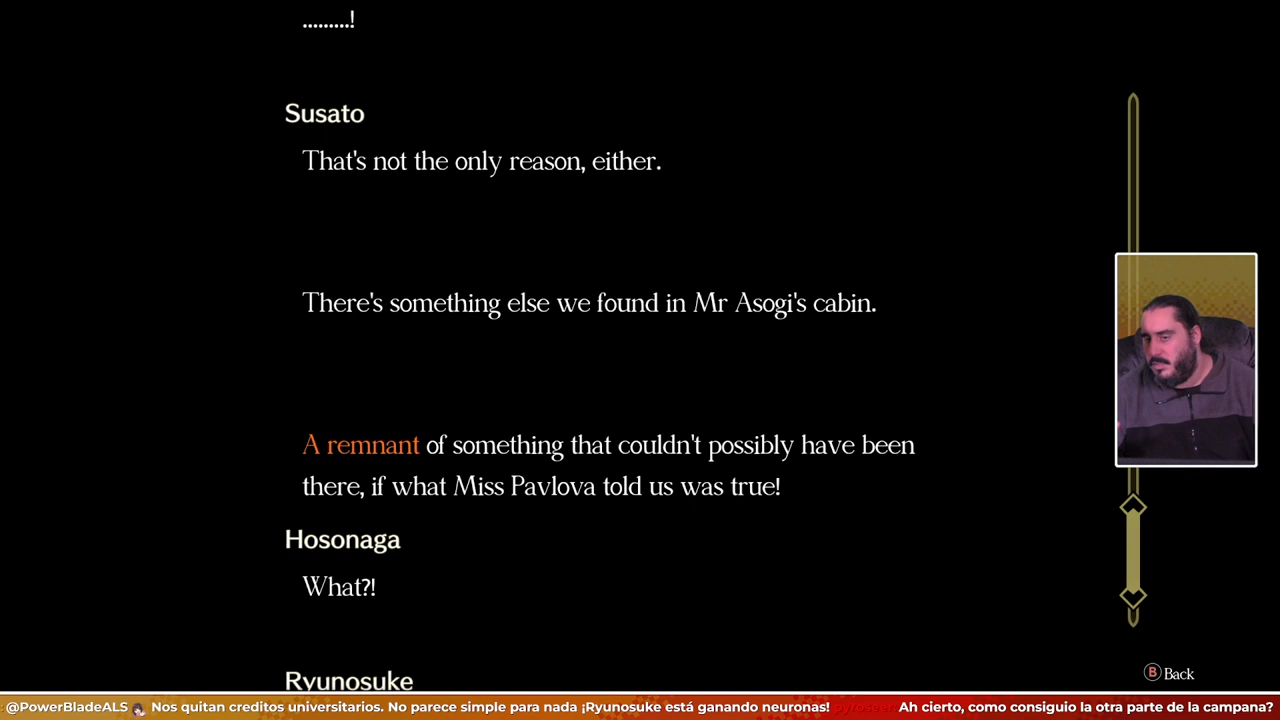 .........!
Susato
That's not the only reason, either.
There's something else we found in Mr Asogi's cabin.
A remnant of something that couldn't possibly have been
there, if what Miss Pavlova told us was true!
Hosonaga
What?!
Ryunosuke
B Back
@PowerBladeALS Nos quitan creditos universitarios. No parece simple para nada ¡Ryunosuke está ganando neuronas! Ah cierto, como consiguio la otra parte de la campana?